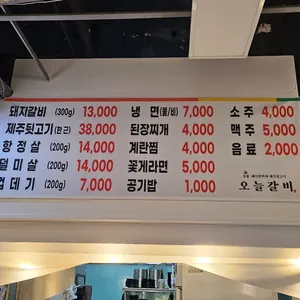 돼지갈비 (300g) 13,000 냉 면(물/비) 7,000 소 주 4,000
제주뒷고기(한근) 38,000 된장찌개 4,000 맥 주 5,000
항정살 (200g) 14,000 계란찜 4,000 음 료 2,000
덜미살 (200g) 14,000 꽃게라면 5,000
껍데기 (200g) 7,000 공기밥 1,000 오늘갈비